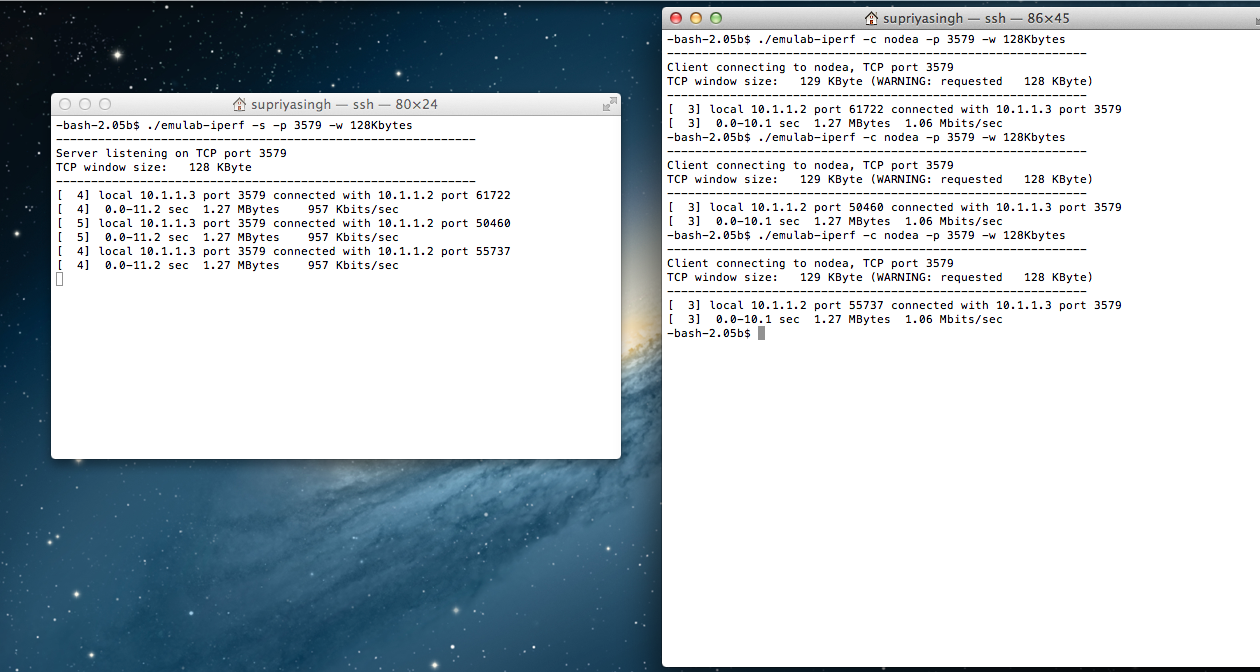 supriyasingh — ssh — 80×24
-bash-2.05b$ ./emulab-iperf -s -p 3579 -w 128Kbytes
------------------------------------------------------------
Server listening on TCP port 3579
TCP window size:   128 KByte
------------------------------------------------------------
[  4] local 10.1.1.3 port 3579 connected with 10.1.1.2 port 61722
[  4]  0.0-11.2 sec  1.27 MBytes    957 Kbits/sec
[  5] local 10.1.1.3 port 3579 connected with 10.1.1.2 port 50460
[  5]  0.0-11.2 sec  1.27 MBytes    957 Kbits/sec
[  4] local 10.1.1.3 port 3579 connected with 10.1.1.2 port 55737
[  4]  0.0-11.2 sec  1.27 MBytes    957 Kbits/sec
supriyasingh — ssh — 86×45
-bash-2.05b$ ./emulab-iperf -c nodea -p 3579 -w 128Kbytes
------------------------------------------------------------
Client connecting to nodea, TCP port 3579
TCP window size:   129 KByte (WARNING: requested   128 KByte)
------------------------------------------------------------
[  3] local 10.1.1.2 port 61722 connected with 10.1.1.3 port 3579
[  3]  0.0-10.1 sec  1.27 MBytes  1.06 Mbits/sec
-bash-2.05b$ ./emulab-iperf -c nodea -p 3579 -w 128Kbytes
------------------------------------------------------------
Client connecting to nodea, TCP port 3579
TCP window size:   129 KByte (WARNING: requested   128 KByte)
------------------------------------------------------------
[  3] local 10.1.1.2 port 50460 connected with 10.1.1.3 port 3579
[  3]  0.0-10.1 sec  1.27 MBytes  1.06 Mbits/sec
-bash-2.05b$ ./emulab-iperf -c nodea -p 3579 -w 128Kbytes
------------------------------------------------------------
Client connecting to nodea, TCP port 3579
TCP window size:   129 KByte (WARNING: requested   128 KByte)
------------------------------------------------------------
[  3] local 10.1.1.2 port 55737 connected with 10.1.1.3 port 3579
[  3]  0.0-10.1 sec  1.27 MBytes  1.06 Mbits/sec
-bash-2.05b$